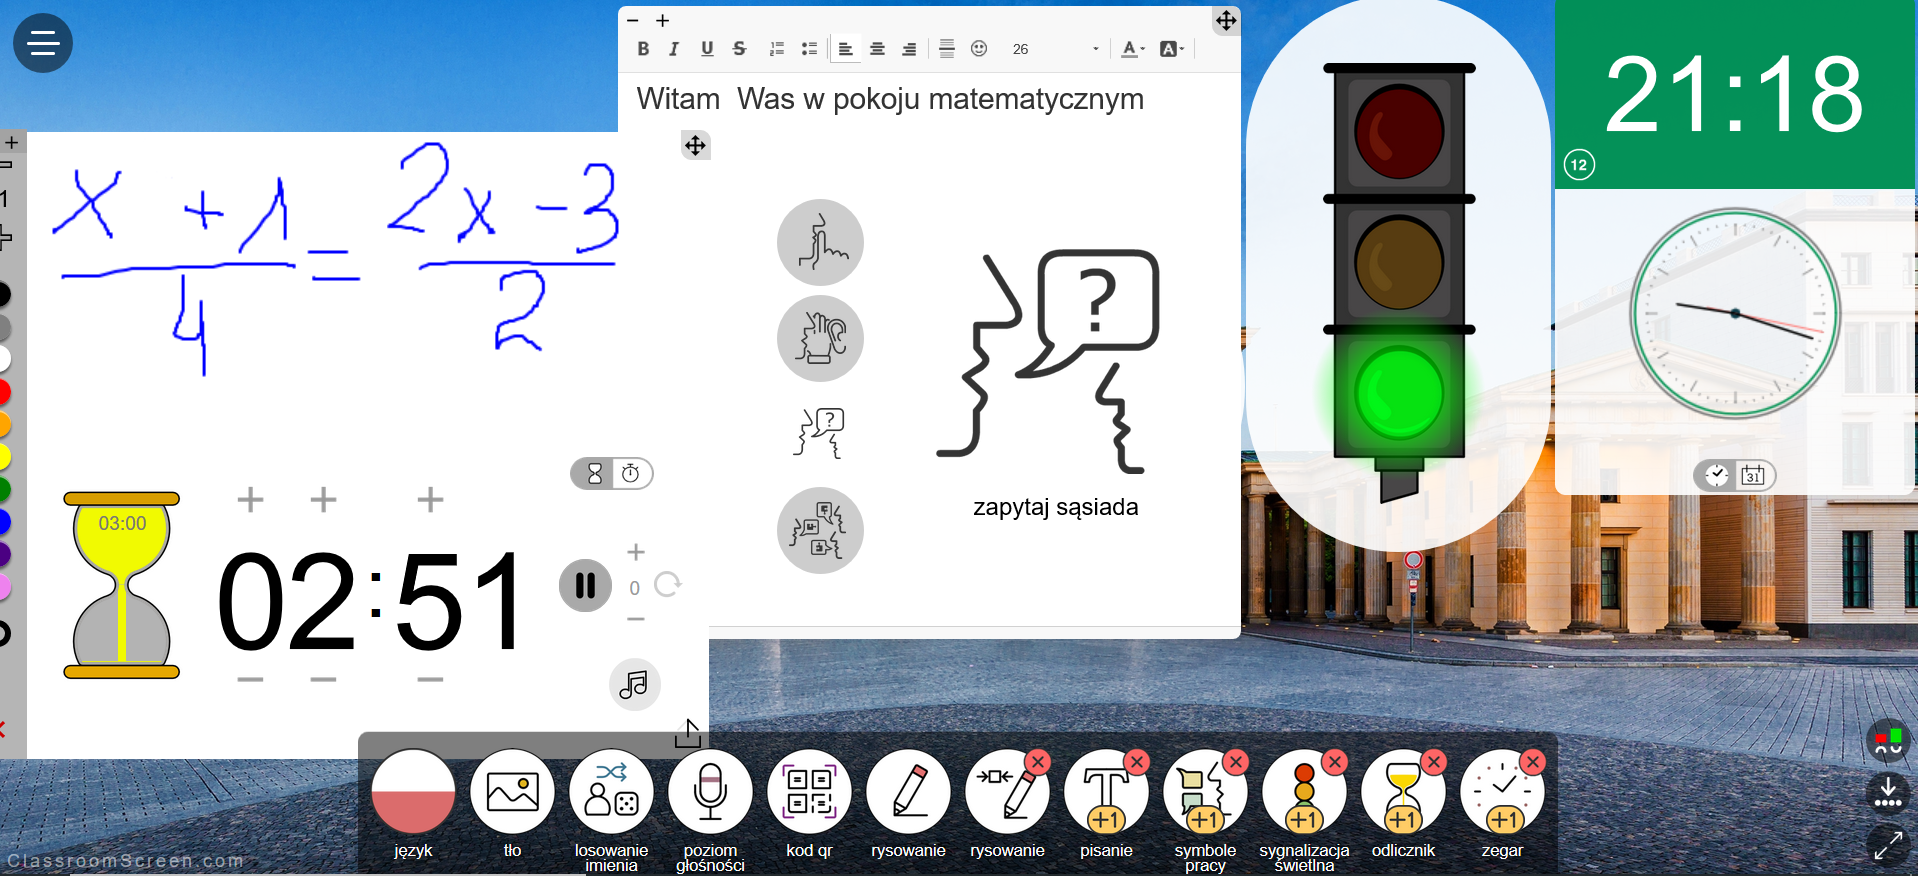 26
Witam Was w pokoju matematycznym
x + 1 = 2x - 3
4 2
zapytaj sąsiada
21:18
12
31
03:00
02:51
0
1
język
tło
losowanie imienia
poziom głośności
kod qr
rysowanie
rysowanie
pisanie
+1
symbole pracy
+1
sygnalizacja świetlna
+1
odlicznik
+1
zegar
+1
ClassroomScreen.com